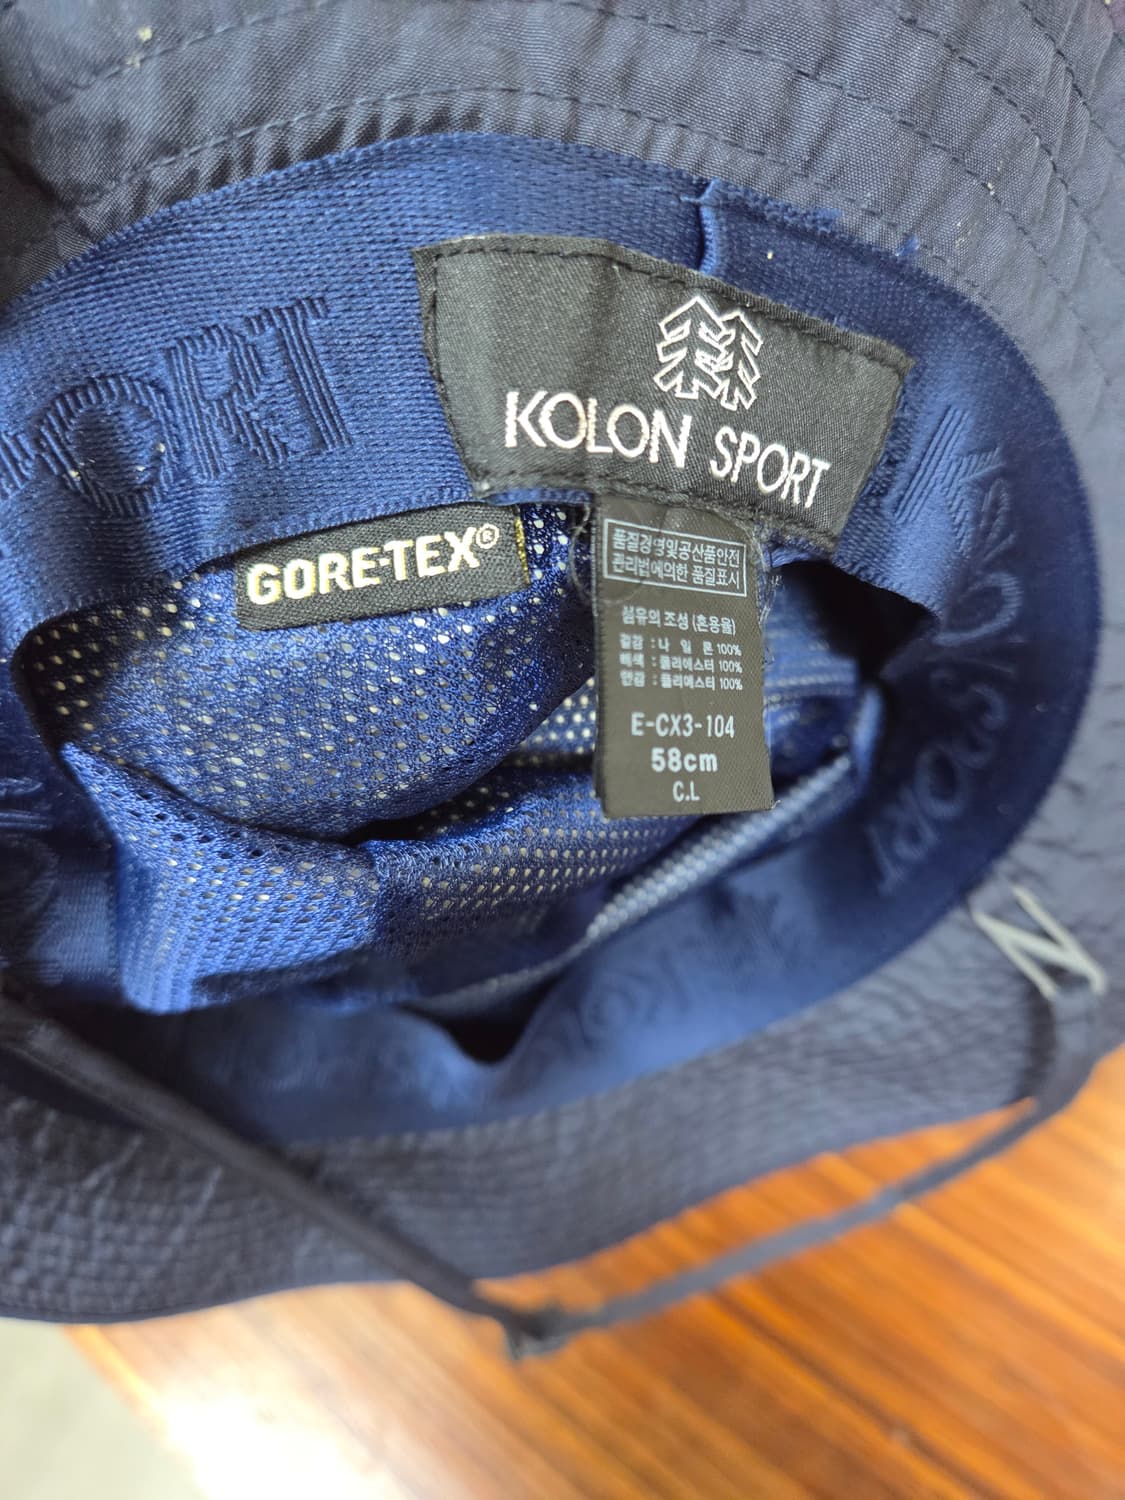 KOLON SPORT
GORE-TEX®
품질경영및공산품안전
관리법에의한 품질표시
섬유의 조성 (혼용율)
겉감 : 나 일 론 100%
배색 : 폴리에스터 100%
안감 : 폴리에스터 100%
E-CX3-104
58cm
C.L
ORT
SPORT